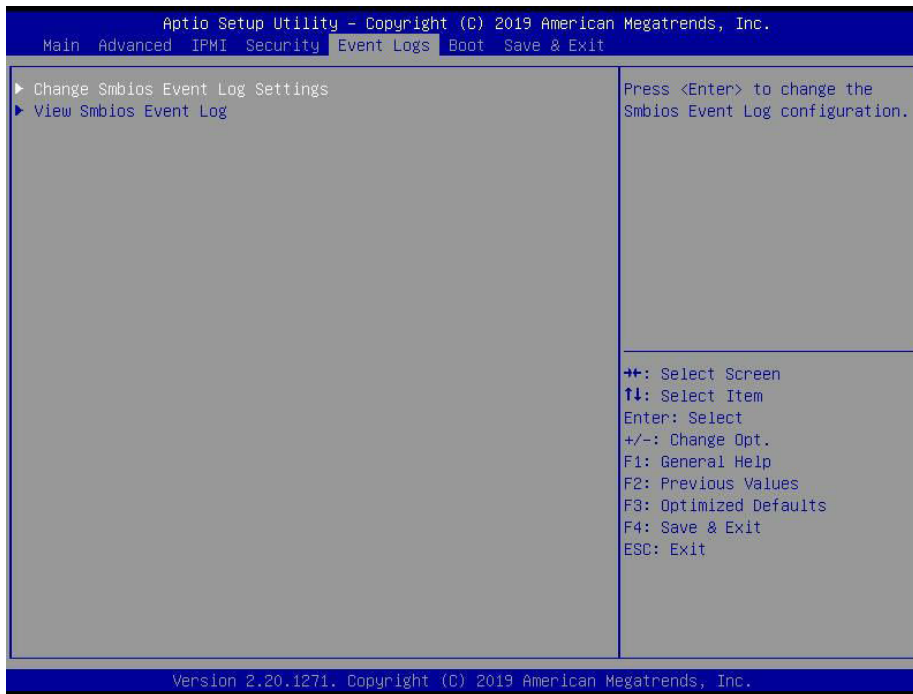 Aptio Setup Utility – Copyright (C) 2019 American Megatrends, Inc.
Main Advanced IPMI Security Event Logs Boot Save & Exit
▶ Change Smbios Event Log Settings
▶ View Smbios Event Log
Press <Enter> to change the
Smbios Event Log configuration.
→←: Select Screen
↑↓: Select Item
Enter: Select
+/-: Change Opt.
F1: General Help
F2: Previous Values
F3: Optimized Defaults
F4: Save & Exit
ESC: Exit
Version 2.20.1271. Copyright (C) 2019 American Megatrends, Inc.